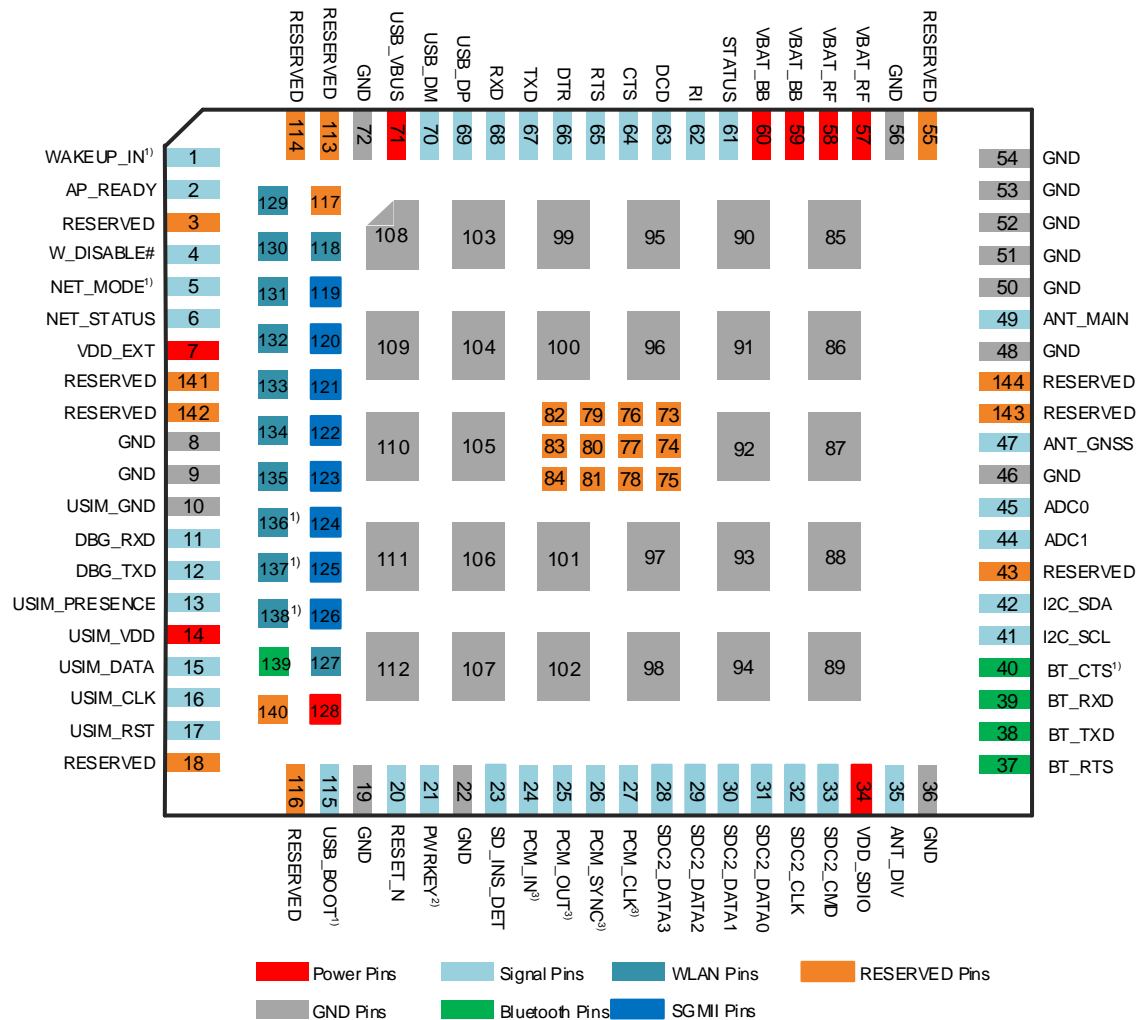 RESERVED
RESERVED
GND
USB_VBUS
USB_DM
USB_DP
RXD
TXD
DTR
RTS
CTS
DCD
RI
STATUS
VBAT_BB
VBAT_BB
VBAT_RF
VBAT_RF
GND
RESERVED
114
113
72
71
70
69
68
67
66
65
64
63
62
61
60
59
58
57
56
55
WAKEUP_IN1) 1
AP_READY 2
RESERVED 3
W_DISABLE# 4
NET_MODE1) 5
NET_STATUS 6
VDD_EXT 7
RESERVED 141
RESERVED 142
GND 8
GND 9
USIM_GND 10
DBG_RXD 11
DBG_TXD 12
USIM_PRESENCE 13
USIM_VDD 14
USIM_DATA 15
USIM_CLK 16
USIM_RST 17
RESERVED 18
129 117
130 118
131 119
132 120
133 121
134 122
135 123
136 1) 124
137 1) 125
138 1) 126
139 127
140 128
108 103 99 95 90 85
109 104 100 96 91 86
82 79 76 73
110 105 83 80 77 74 92 87
84 81 78 75
111 106 101 97 93 88
112 107 102 98 94 89
54 GND
53 GND
52 GND
51 GND
50 GND
49 ANT_MAIN
48 GND
144 RESERVED
143 RESERVED
47 ANT_GNSS
46 GND
45 ADC0
44 ADC1
43 RESERVED
42 I2C_SDA
41 I2C_SCL
40 BT_CTS1)
39 BT_RXD
38 BT_TXD
37 BT_RTS
116
115
19
20
21
22
23
24
25
26
27
28
29
30
31
32
33
34
35
36
RESERVED
USB_BOOT1)
GND
RESET_N
PWRKEY2)
GND
SD_INS_DET
PCM_IN3)
PCM_OUT3)
PCM_SYNC3)
PCM_CLK3)
SDC2_DATA3
SDC2_DATA2
SDC2_DATA1
SDC2_DATA0
SDC2_CLK
SDC2_CMD
VDD_SDIO
ANT_DIV
GND
Power Pins Signal Pins WLAN Pins RESERVED Pins
GND Pins Bluetooth Pins SGMII Pins